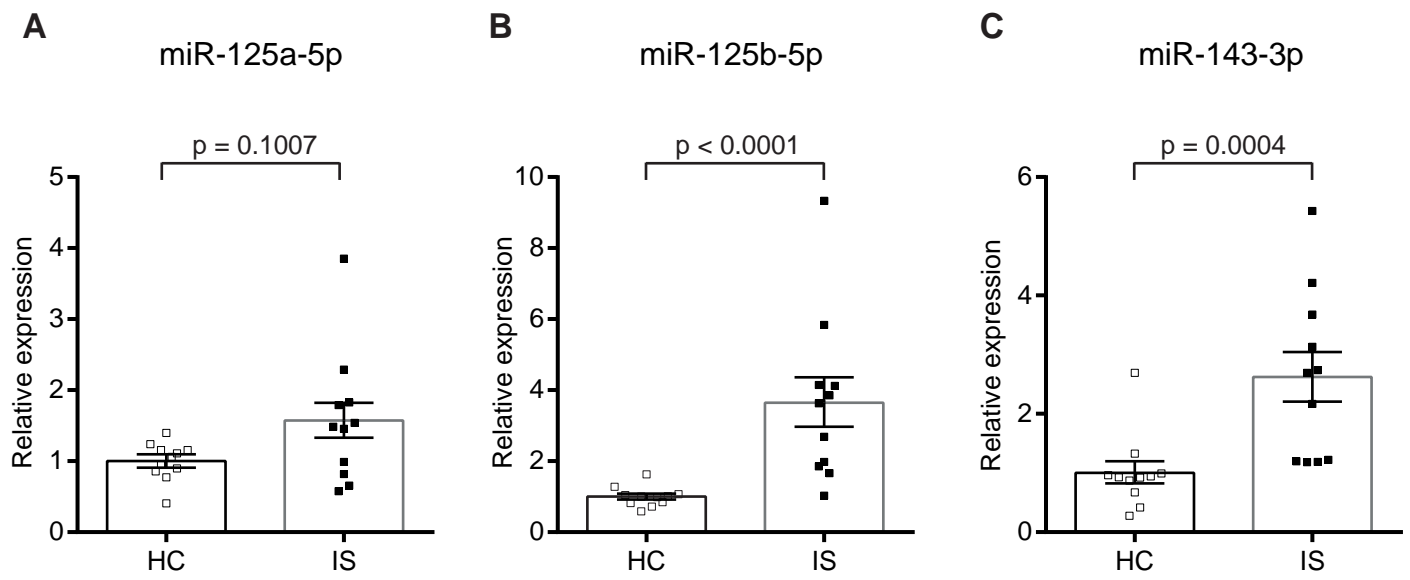 A
miR-125a-5p
p = 0.1007
5
4
3
2
1
0
Relative expression
HC
IS
B
miR-125b-5p
p < 0.0001
10
8
6
4
2
0
Relative expression
HC
IS
C
miR-143-3p
p = 0.0004
6
4
2
0
Relative expression
HC
IS